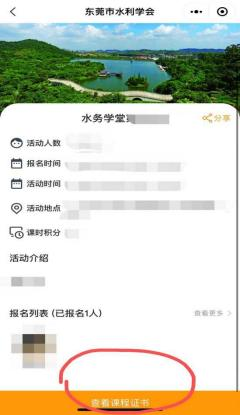 东莞市水利学会
水务学堂
分享
活动人数
报名时间
活动时间
活动地点
课时积分
活动介绍
报名列表 (已报名1人)
查看更多 >
查看课程证书